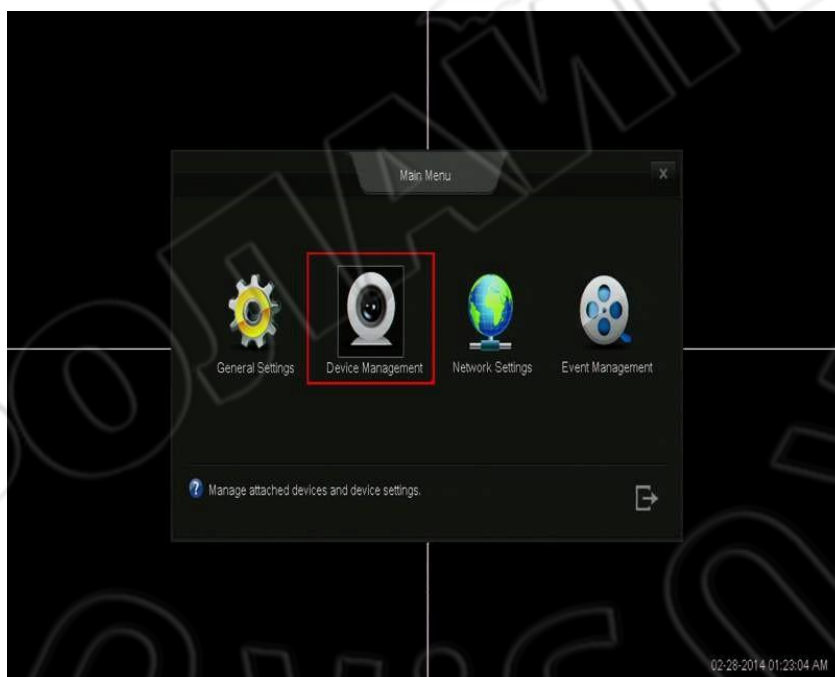 Main Menu
X
General Settings
Device Management
Network Settings
Event Management
Manage attached devices and device settings.
02-28-2014 01:23:04 AM